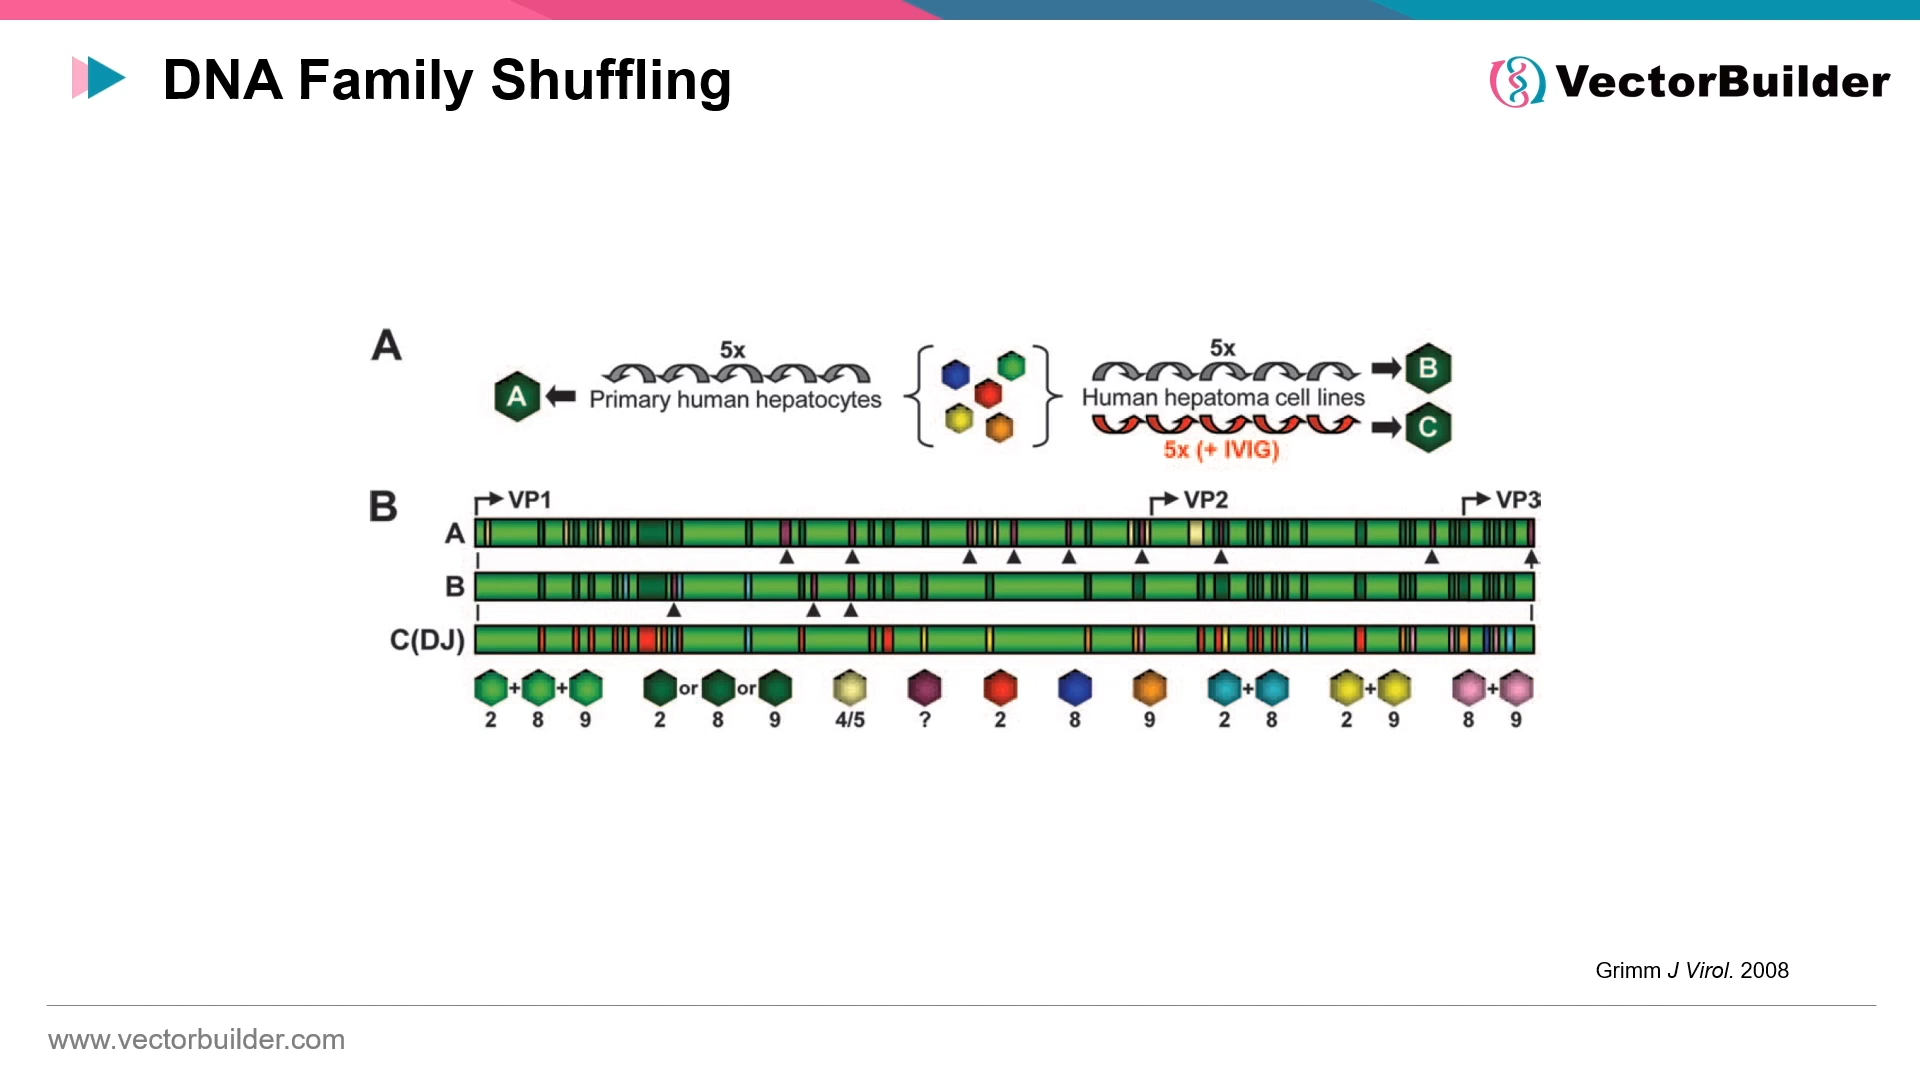 DNA Family Shuffling
VectorBuilder
A
5x
5x
A
Primary human hepatocytes
Human hepatoma cell lines
B
C
5x (+ IVIG)
B
VP1
VP2
VP3
A
B
C(DJ)
+ + or or + + +
2 8 9 2 8 9 4/5 ? 2 8 9 2 8 2 9 8 9
Grimm J Virol. 2008
www.vectorbuilder.com